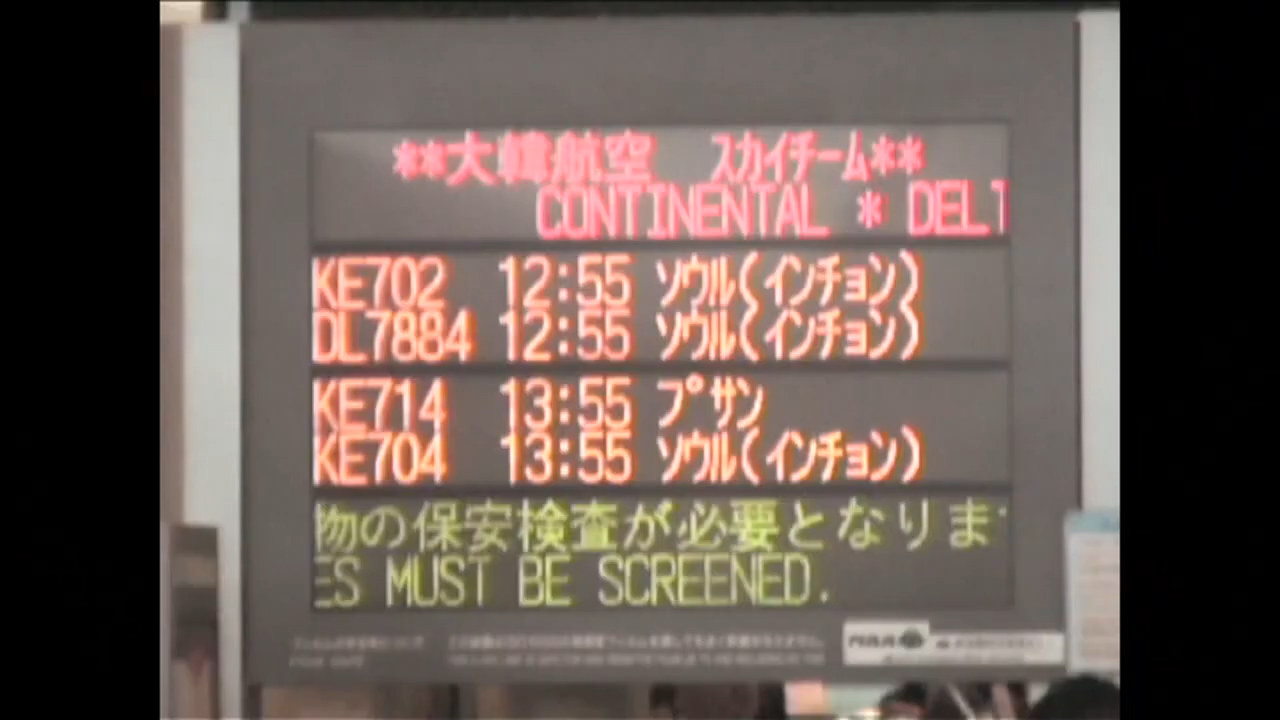 **大韓航空 スカイチーム**
CONTINENTAL * DELT
KE702 12:55 ソウル(インチョン)
DL7884 12:55 ソウル(インチョン)
KE714 13:55 プサン
KE704 13:55 ソウル(インチョン)
物の保安検査が必要となりま
ES MUST BE SCREENED.